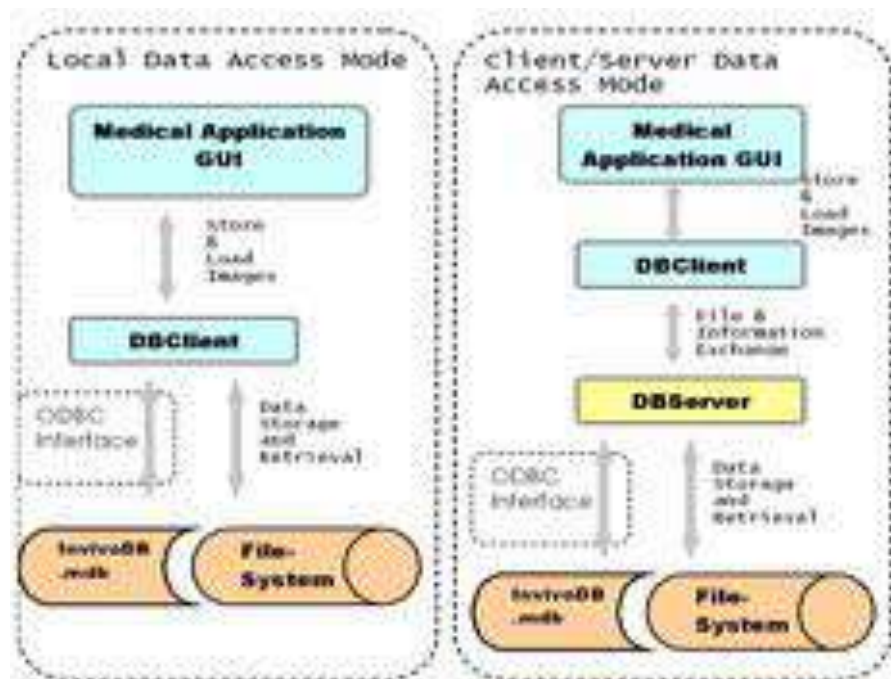 Local Data Access Mode
Medical Application
GUI
Store
&
Load
Images
DBClient
ODBC
Interface
Data
Storage
and
Retrieval
InvivoDB
.mdb
File-
System
Client/Server Data
Access Mode
Medical
Application GUI
Store
&
Load
Images
DBClient
File &
Information
Exchange
DBServer
ODBC
Interface
Data
Storage
and
Retrieval
InvivoDB
.mdb
File-
System